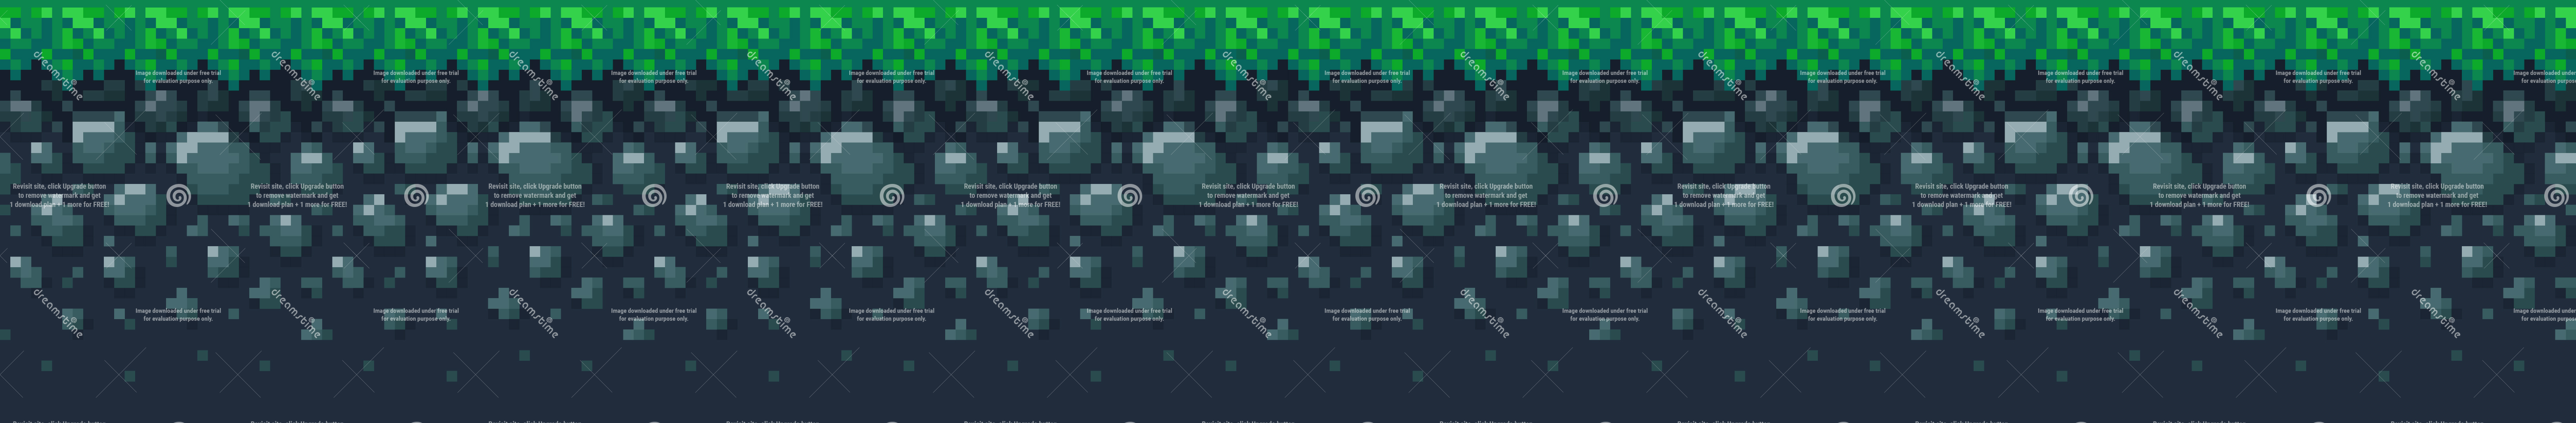 dreamstime
Image downloaded under free trial
for evaluation purpose only.
Revisit site, click Upgrade button
to remove watermark and get
1 download plan + 1 more for FREE!